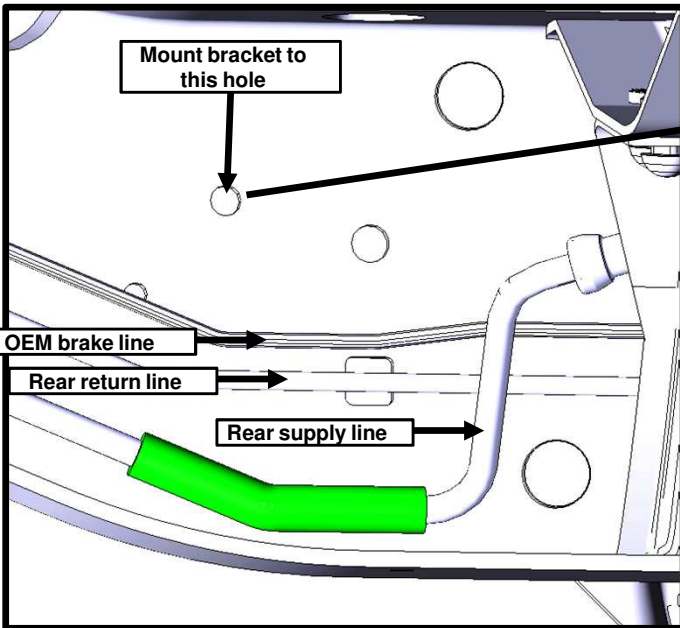 Mount bracket to
this hole
OEM brake line
Rear return line
Rear supply line